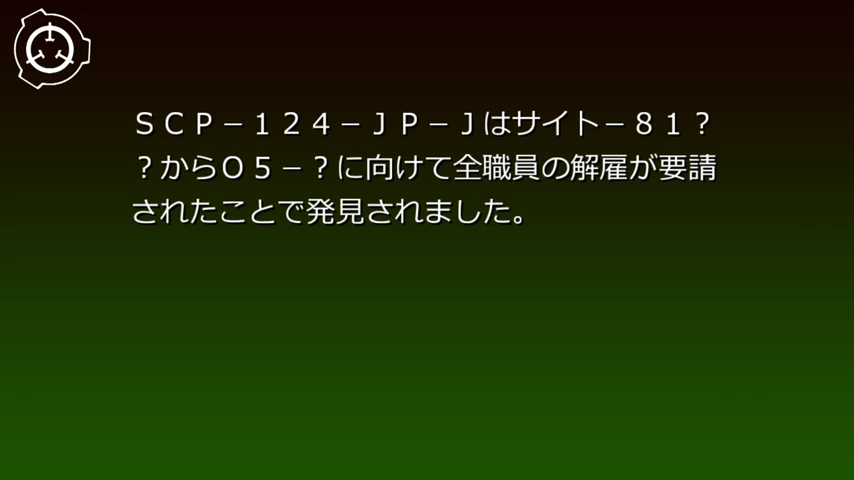 ＳＣＰ－１２４－ＪＰ－Ｊはサイト－８１？
？からＯ５－？に向けて全職員の解雇が要請
されたことで発見されました。